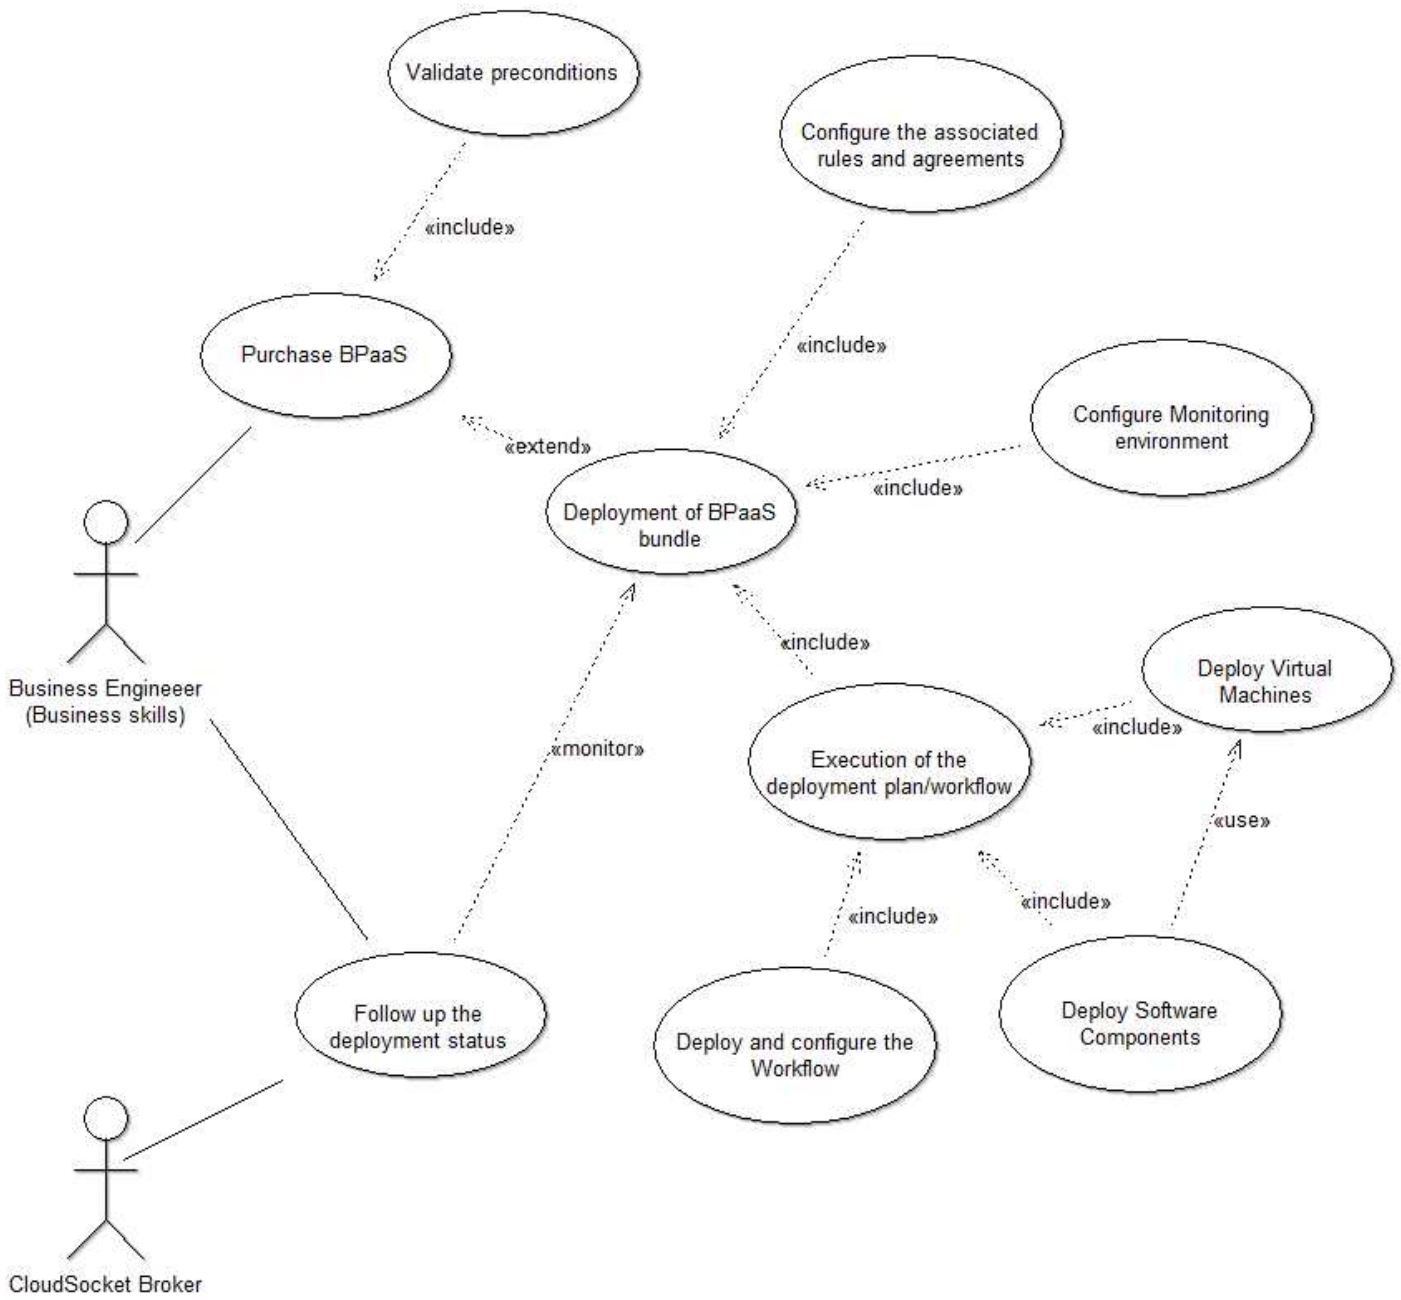 Validate preconditions
Configure the associated
rules and agreements
«include»
Purchase BPaaS
«include»
Configure Monitoring
environment
«extend»
«include»
Deployment of BPaaS
bundle
«include»
Deploy Virtual
Machines
Business Engineeer
(Business skills)
«include»
«monitor»
Execution of the
deployment plan/workflow
«use»
«include»
«include»
Follow up the
deployment status
Deploy Software
Components
Deploy and configure the
Workflow
CloudSocket Broker